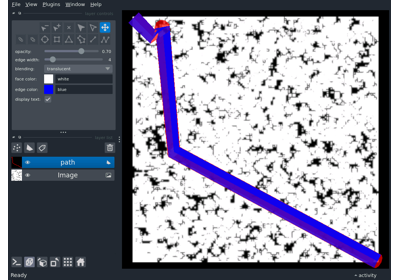 File View Plugins Window Help
opacity: 0.70
edge width: 4
blending: translucent
face color: white
edge color: blue
display text: ✓
path
Image
Ready
activity